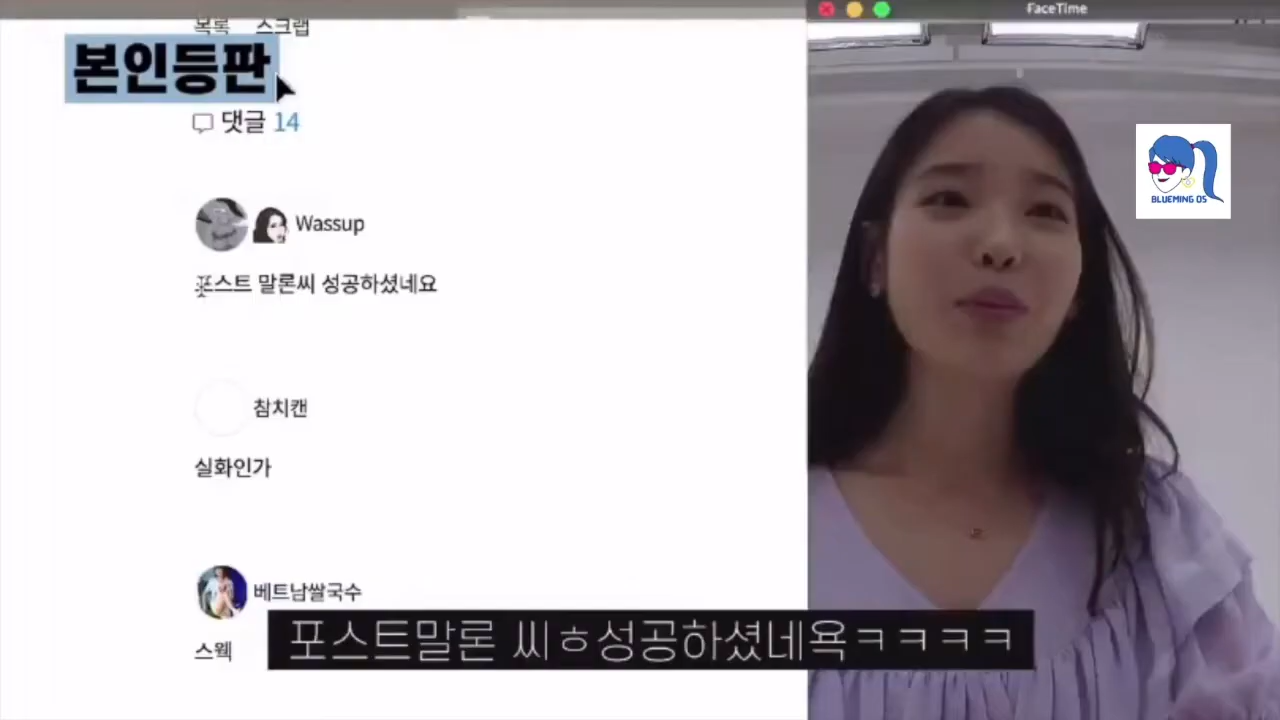 목록 스크랩
FaceTime
본인등판
댓글 14
BLUEMING OS
Wassup
포스트 말론씨 성공하셨네요
참치캔
실화인가
베트남쌀국수
스웩
포스트말론 씨ㅎ성공하셨네욕ㅋㅋㅋㅋ